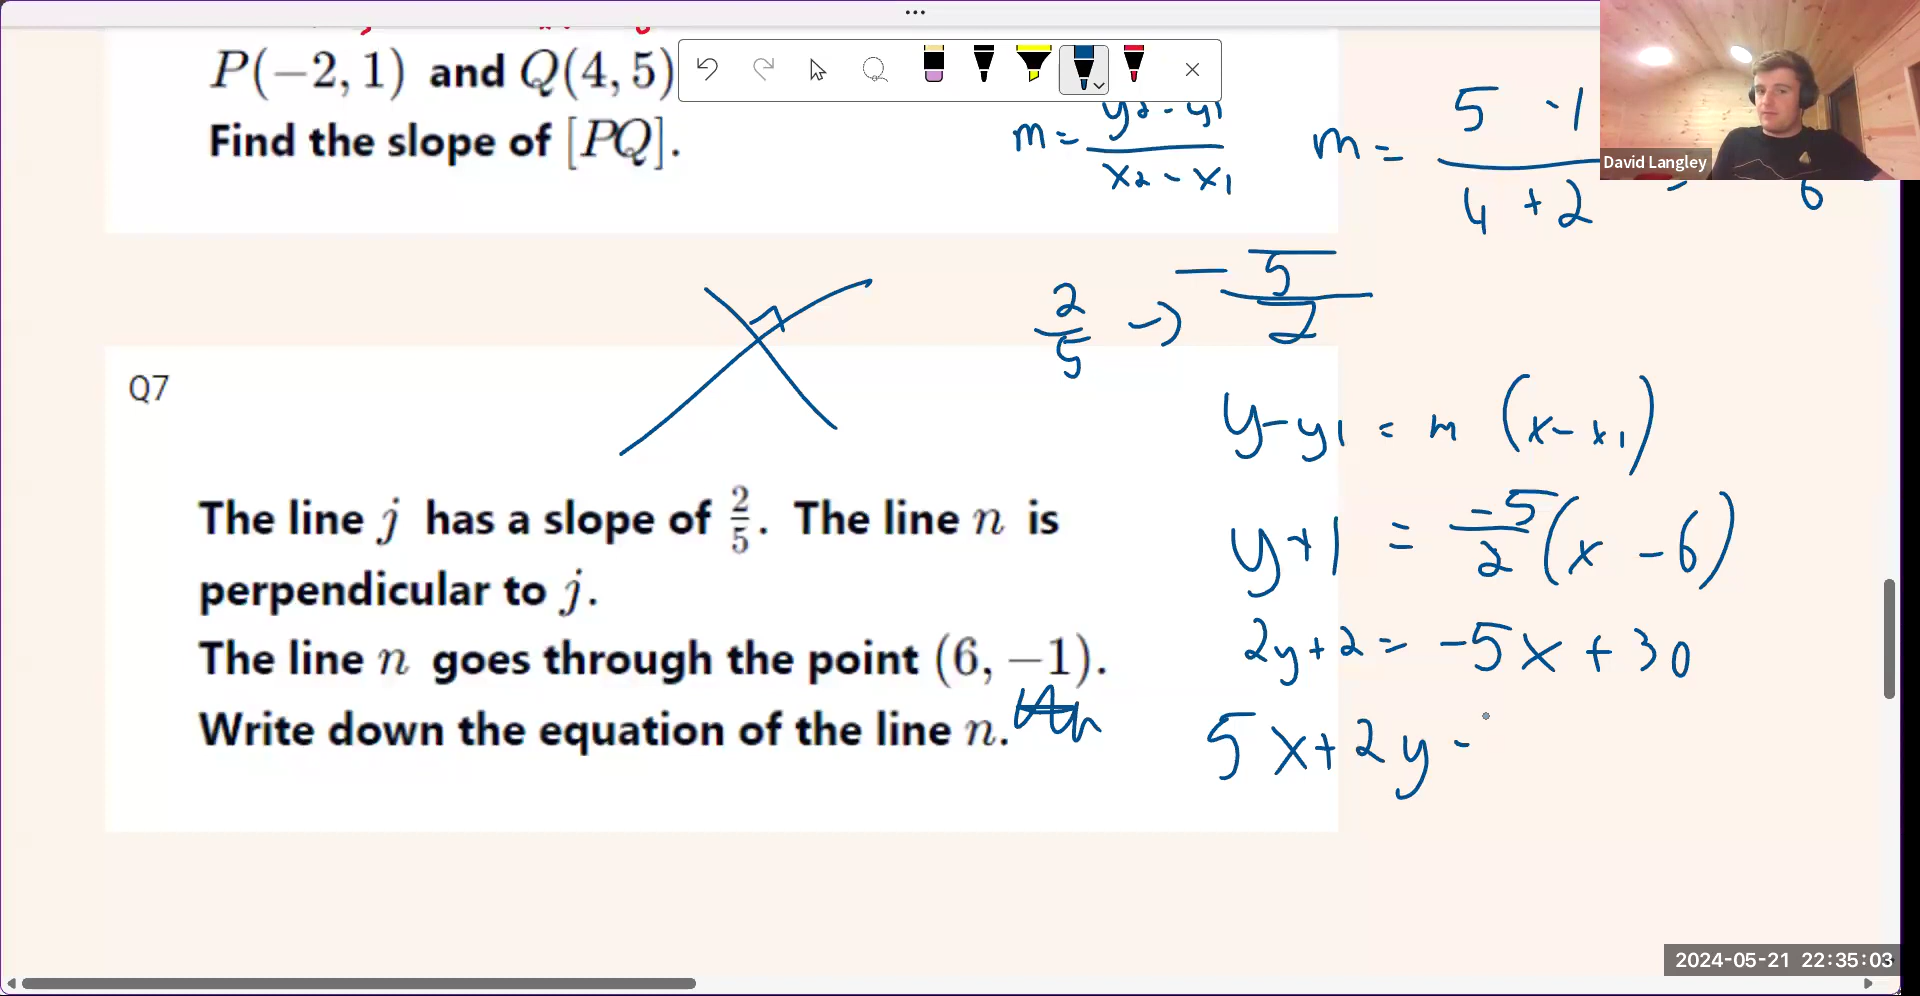 P(−2, 1) and Q(4, 5)
Find the slope of [PQ].
m = y2 - y1 / x2 - x1
m = 5 -1 / 4 + 2 = 6
David Langley
2/5 → - 5/2
Q7
y - y1 = m (x - x1)
The line j has a slope of 2/5. The line n is
y + 1 = -5/2 (x - 6)
perpendicular to j.
The line n goes through the point (6, −1).
2y + 2 = -5x + 30
Write down the equation of the line n.
5x + 2y -
2024-05-21 22:35:03